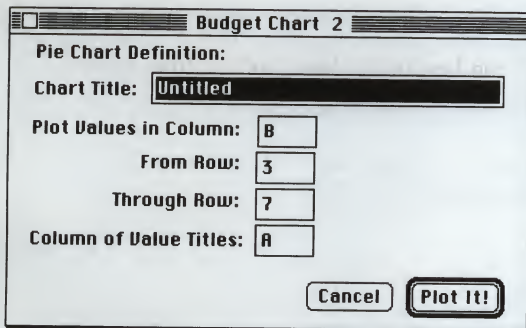 Budget Chart 2
Pie Chart Definition:
Chart Title: Untitled
Plot Values in Column: B
From Row: 3
Through Row: 7
Column of Value Titles: A
Cancel Plot It!